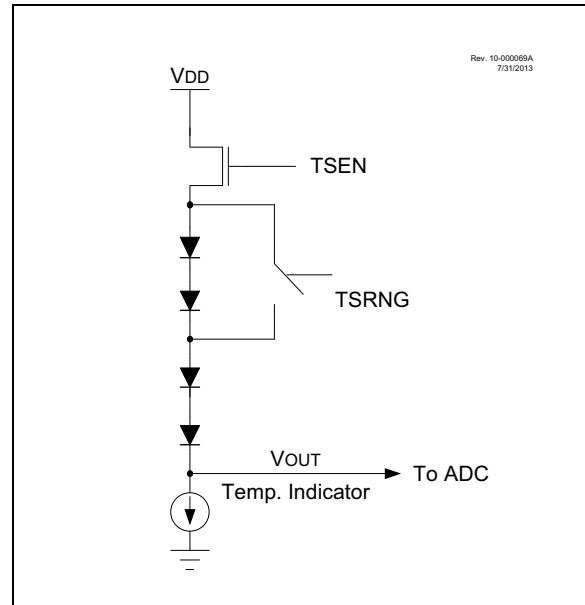 Rev. 10-000069A
7/31/2013
VDD
TSEN
TSRNG
VOUT
To ADC
Temp. Indicator